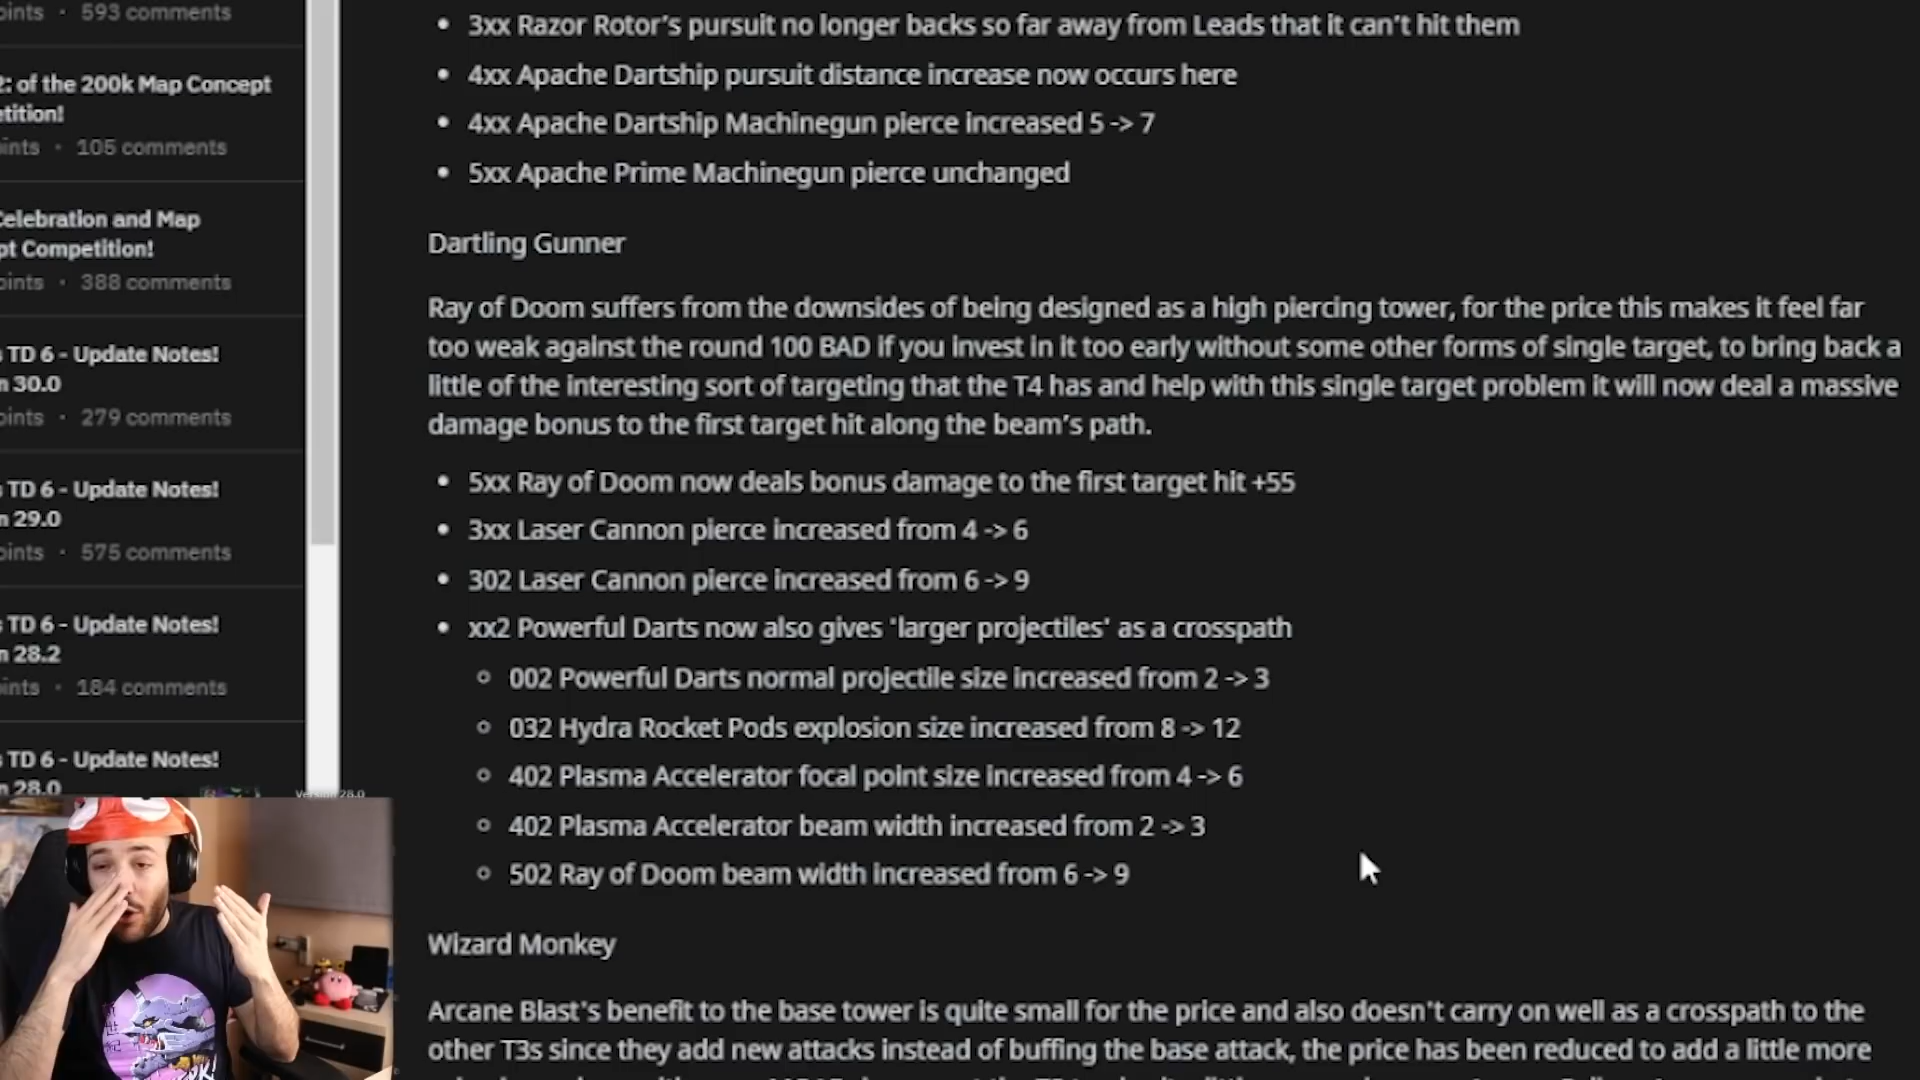 593 comments
2: of the 200k Map Concept
etition!
ints · 105 comments
Celebration and Map
pt Competition!
oints · 388 comments
TD 6 - Update Notes!
n 30.0
oints · 279 comments
TD 6 - Update Notes!
n 29.0
oints · 575 comments
TD 6 - Update Notes!
n 28.2
oints · 184 comments
TD 6 - Update Notes!
n 28.0
Version 28.0
• 3xx Razor Rotor's pursuit no longer backs so far away from Leads that it can't hit them
• 4xx Apache Dartship pursuit distance increase now occurs here
• 4xx Apache Dartship Machinegun pierce increased 5 -> 7
• 5xx Apache Prime Machinegun pierce unchanged
Dartling Gunner
Ray of Doom suffers from the downsides of being designed as a high piercing tower, for the price this makes it feel far
too weak against the round 100 BAD if you invest in it too early without some other forms of single target, to bring back a
little of the interesting sort of targeting that the T4 has and help with this single target problem it will now deal a massive
damage bonus to the first target hit along the beam's path.
• 5xx Ray of Doom now deals bonus damage to the first target hit +55
• 3xx Laser Cannon pierce increased from 4 -> 6
• 302 Laser Cannon pierce increased from 6 -> 9
• xx2 Powerful Darts now also gives 'larger projectiles' as a crosspath
◦ 002 Powerful Darts normal projectile size increased from 2 -> 3
◦ 032 Hydra Rocket Pods explosion size increased from 8 -> 12
◦ 402 Plasma Accelerator focal point size increased from 4 -> 6
◦ 402 Plasma Accelerator beam width increased from 2 -> 3
◦ 502 Ray of Doom beam width increased from 6 -> 9
Wizard Monkey
Arcane Blast's benefit to the base tower is quite small for the price and also doesn't carry on well as a crosspath to the
other T3s since they add new attacks instead of buffing the base attack, the price has been reduced to add a little more